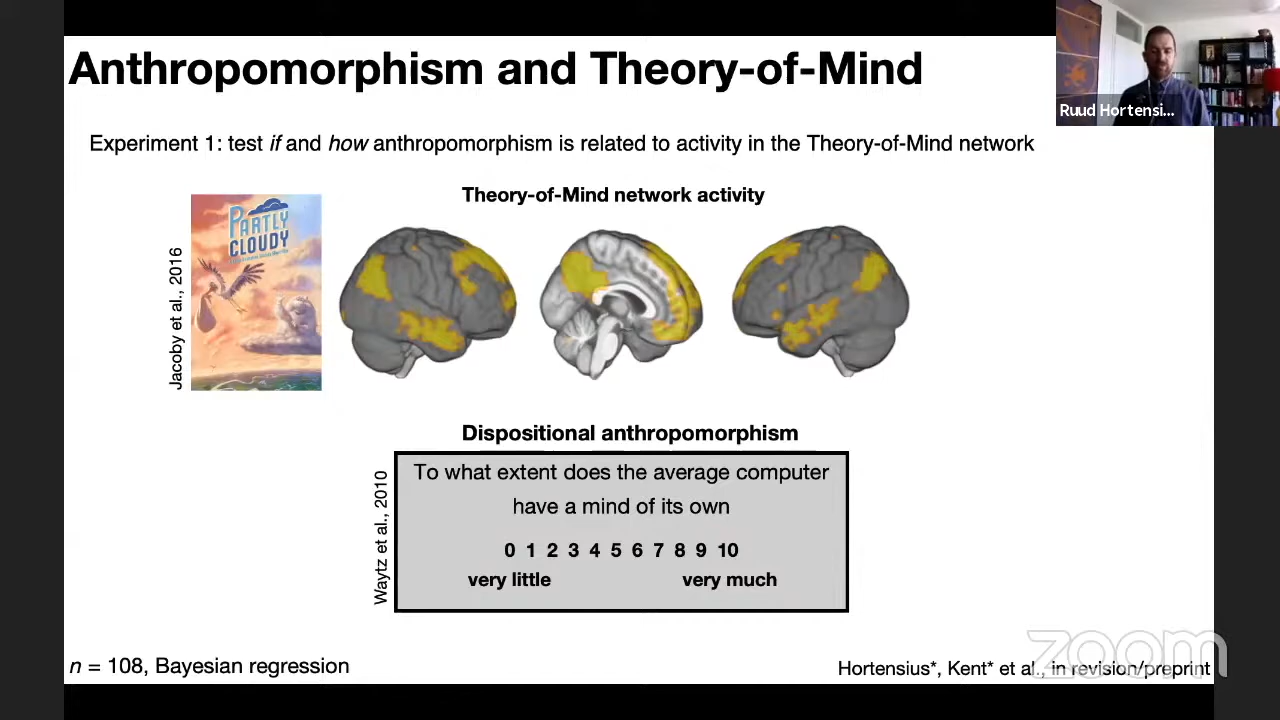 Anthropomorphism and Theory-of-Mind
Ruud Hortensi...
Experiment 1: test if and how anthropomorphism is related to activity in the Theory-of-Mind network
Theory-of-Mind network activity
Jacoby et al., 2016
PARTLY
CLOUDY
Dispositional anthropomorphism
Waytz et al., 2010
To what extent does the average computer
have a mind of its own
0 1 2 3 4 5 6 7 8 9 10
very little very much
n = 108, Bayesian regression
Hortensius*, Kent* et al., in revision/preprint
zoom